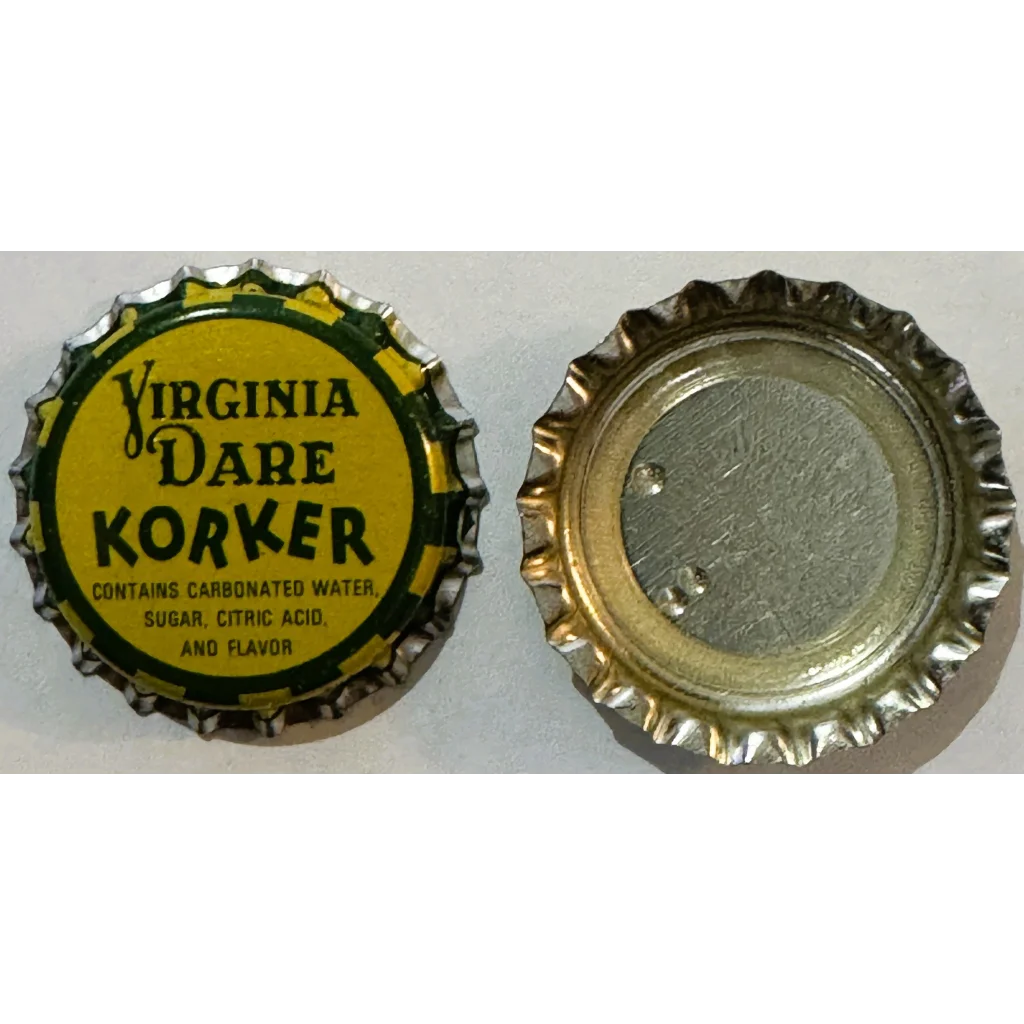 VIRGINIA
DARE
KORKER
CONTAINS CARBONATED WATER,
SUGAR, CITRIC ACID,
AND FLAVOR